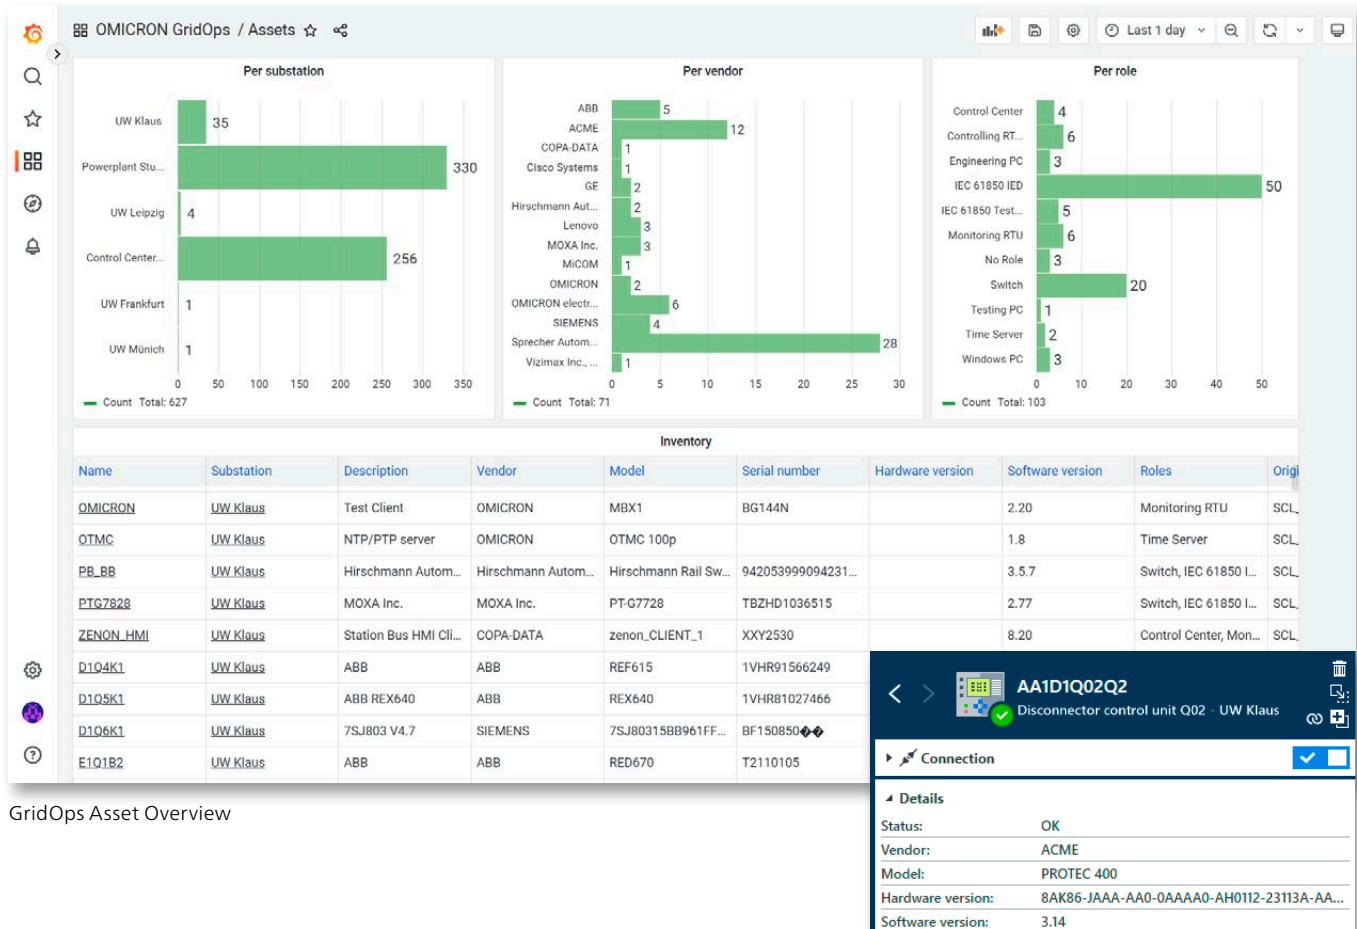 OMICRON GridOps / Assets
Last 1 day
Per substation
UW Klaus 35
Powerplant Stu... 330
UW Leipzig 4
Control Center... 256
UW Frankfurt 1
UW Münich 1
0 50 100 150 200 250 300 350
Count Total: 627
Per vendor
ABB 5
ACME 12
COPA-DATA 1
Cisco Systems 1
GE 2
Hirschmann Aut... 2
Lenovo 3
MOXA Inc. 3
MiCOM 1
OMICRON 2
OMICRON electr... 6
SIEMENS 4
Sprecher Autom... 28
Vizimax Inc., ... 1
0 5 10 15 20 25 30
Count Total: 71
Per role
Control Center 4
Controlling RT... 6
Engineering PC 3
IEC 61850 IED 50
IEC 61850 Test... 5
Monitoring RTU 6
No Role 3
Switch 20
Testing PC 1
Time Server 2
Windows PC 3
0 10 20 30 40 50
Count Total: 103
Inventory
Name Substation Description Vendor Model Serial number Hardware version Software version Roles Origi
OMICRON UW Klaus Test Client OMICRON MBX1 BG144N 2.20 Monitoring RTU SCL_
OTMC UW Klaus NTP/PTP server OMICRON OTMC 100p 1.8 Time Server SCL_
PB_BB UW Klaus Hirschmann Autom... Hirschmann Autom... Hirschmann Rail Sw... 942053999094231... 3.5.7 Switch, IEC 61850 I... SCL_
PTG7828 UW Klaus MOXA Inc. MOXA Inc. PT-G7728 TBZHD1036515 2.77 Switch, IEC 61850 I... SCL_
ZENON_HMI UW Klaus Station Bus HMI Cli... COPA-DATA zenon_CLIENT_1 XXY2530 8.20 Control Center, Mon... SCL_
D1Q4K1 UW Klaus ABB ABB REF615 1VHR91566249
D1Q5K1 UW Klaus ABB REX640 ABB REX640 1VHR81027466
D1Q6K1 UW Klaus 7SJ803 V4.7 SIEMENS 7SJ80315BB961FF... BF150850��
E1Q1B2 UW Klaus ABB ABB RED670 T2110105
GridOps Asset Overview
AA1D1Q02Q2
Disconnector control unit Q02 - UW Klaus
Connection
Details
Status: OK
Vendor: ACME
Model: PROTEC 400
Hardware version: 8AK86-JAAA-AA0-0AAAA0-AH0112-23113A-AA...
Software version: 3.14